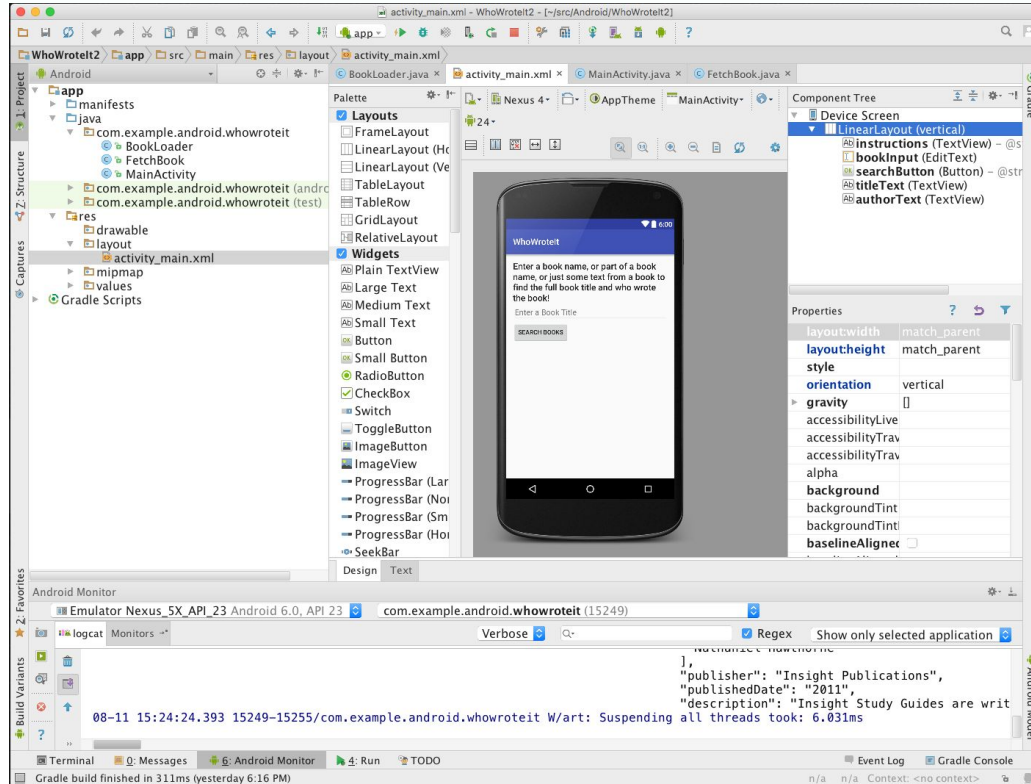 activity_main.xml - WhoWroteIt2 - [~/src/Android/WhoWroteIt2]
app
?
WhoWroteIt2 app src main res layout activity_main.xml
1: Project
Z: Structure
Captures
2: Favorites
Build Variants
Android
app
manifests
java
com.example.android.whowroteit
BookLoader
FetchBook
MainActivity
com.example.android.whowroteit (andro
com.example.android.whowroteit (test)
res
drawable
layout
activity_main.xml
mipmap
values
Gradle Scripts
BookLoader.java × activity_main.xml × MainActivity.java × FetchBook.java ×
Palette
Layouts
FrameLayout
LinearLayout (Ho
LinearLayout (Ve
TableLayout
TableRow
GridLayout
RelativeLayout
Widgets
Plain TextView
Large Text
Medium Text
Small Text
Button
Small Button
RadioButton
CheckBox
Switch
ToggleButton
ImageButton
ImageView
ProgressBar (Lar
ProgressBar (Nor
ProgressBar (Sm
ProgressBar (Hor
SeekBar
Nexus 4 AppTheme MainActivity
24
6:00
WhoWroteIt
Enter a book name, or part of a book
name, or just some text from a book to
find the full book title and who wrote
the book!
Enter a Book Title
SEARCH BOOKS
Design Text
Component Tree
Device Screen
LinearLayout (vertical)
Ab instructions (TextView) – @s
bookInput (EditText)
OK searchButton (Button) – @str
Ab titleText (TextView)
Ab authorText (TextView)
Properties ?
layout:width match_parent
layout:height match_parent
style
orientation vertical
gravity []
accessibilityLive
accessibilityTrav
accessibilityTrav
alpha
background
backgroundTint
backgroundTint
baselineAligned
Gradle
Android Model
Android Monitor
Emulator Nexus_5X_API_23 Android 6.0, API 23 com.example.android.whowroteit (15249)
logcat Monitors Verbose Regex Show only selected application
"Nathaniel Hawthorne"
],
"publisher": "Insight Publications",
"publishedDate": "2011",
"description": "Insight Study Guides are writ
08-11 15:24:24.393 15249-15255/com.example.android.whowroteit W/art: Suspending all threads took: 6.031ms
?
Terminal 0: Messages 6: Android Monitor 4: Run TODO Event Log Gradle Console
Gradle build finished in 311ms (yesterday 6:16 PM) n/a n/a Context: <no context>